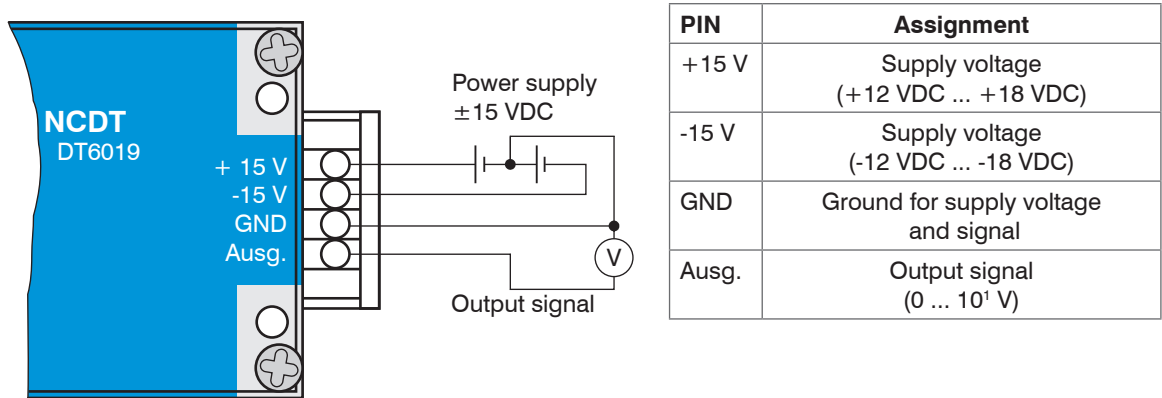 NCDT
DT6019
+ 15 V
-15 V
GND
Ausg.
Power supply
±15 VDC
V
Output signal
PIN Assignment
+15 V Supply voltage
(+12 VDC ... +18 VDC)
-15 V Supply voltage
(-12 VDC ... -18 VDC)
GND Ground for supply voltage
and signal
Ausg. Output signal
(0 ... 10¹ V)